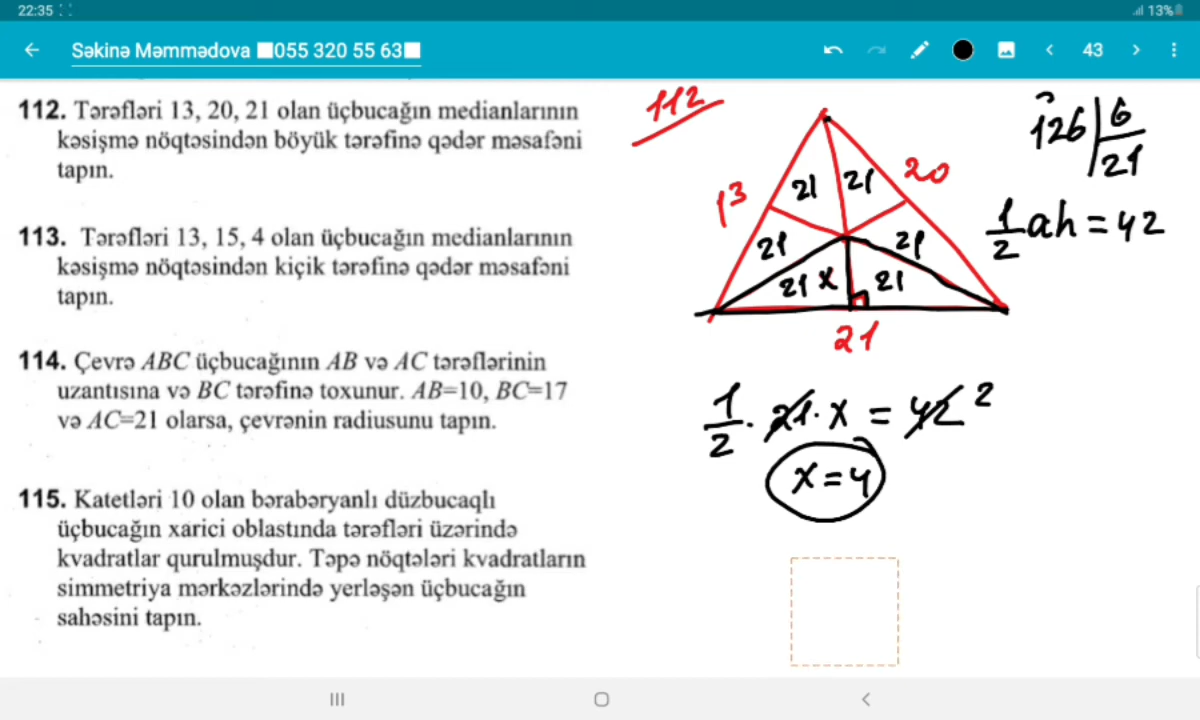 22:35
13%
Səkinə Məmmədova 055 320 55 63
43
112. Tərəfləri 13, 20, 21 olan üçbucağın medianlarının
kəsişmə nöqtəsindən böyük tərəfinə qədər məsafəni
tapın.
113. Tərəfləri 13, 15, 4 olan üçbucağın medianlarının
kəsişmə nöqtəsindən kiçik tərəfinə qədər məsafəni
tapın.
114. Çevrə ABC üçbucağının AB və AC tərəflərinin
uzantısına və BC tərəfinə toxunur. AB=10, BC=17
və AC=21 olarsa, çevrənin radiusunu tapın.
115. Katetləri 10 olan bərabəryanlı düzbucaqlı
üçbucağın xarici oblastında tərəfləri üzərində
kvadratlar qurulmuşdur. Təpə nöqtələri kvadratların
simmetriya mərkəzlərində yerləşən üçbucağın
sahəsini tapın.
112
13
20
21 21
21 21
21 x 21
21
126 | 6
21
1/2 ah = 42
1/2 · 21 · x = 42 2
x = 4